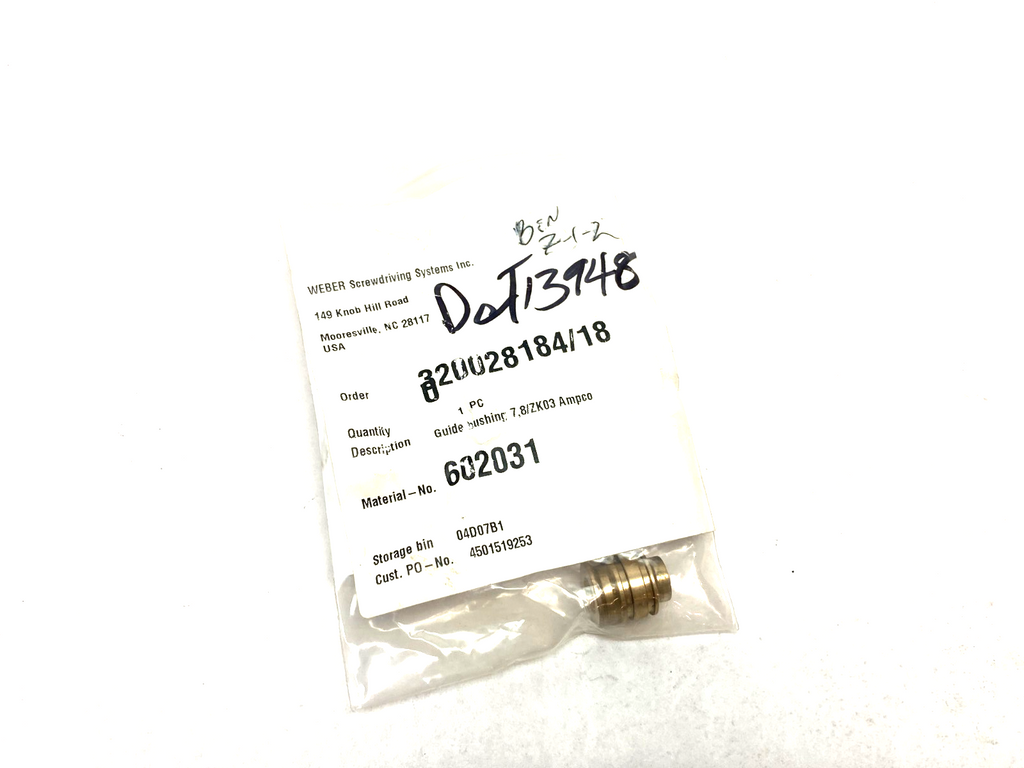 BEN
Z-1-2
WEBER Screwdriving Systems Inc.
149 Knob Hill Road
Mooresville, NC 28117
USA
DOT13948
Order 320028184/18
0
Quantity 1 PC
Description Guide bushing 7,8/ZK03 Ampco
Material-No. 602031
Storage bin 04D07B1
Cust. PO-No. 4501519253